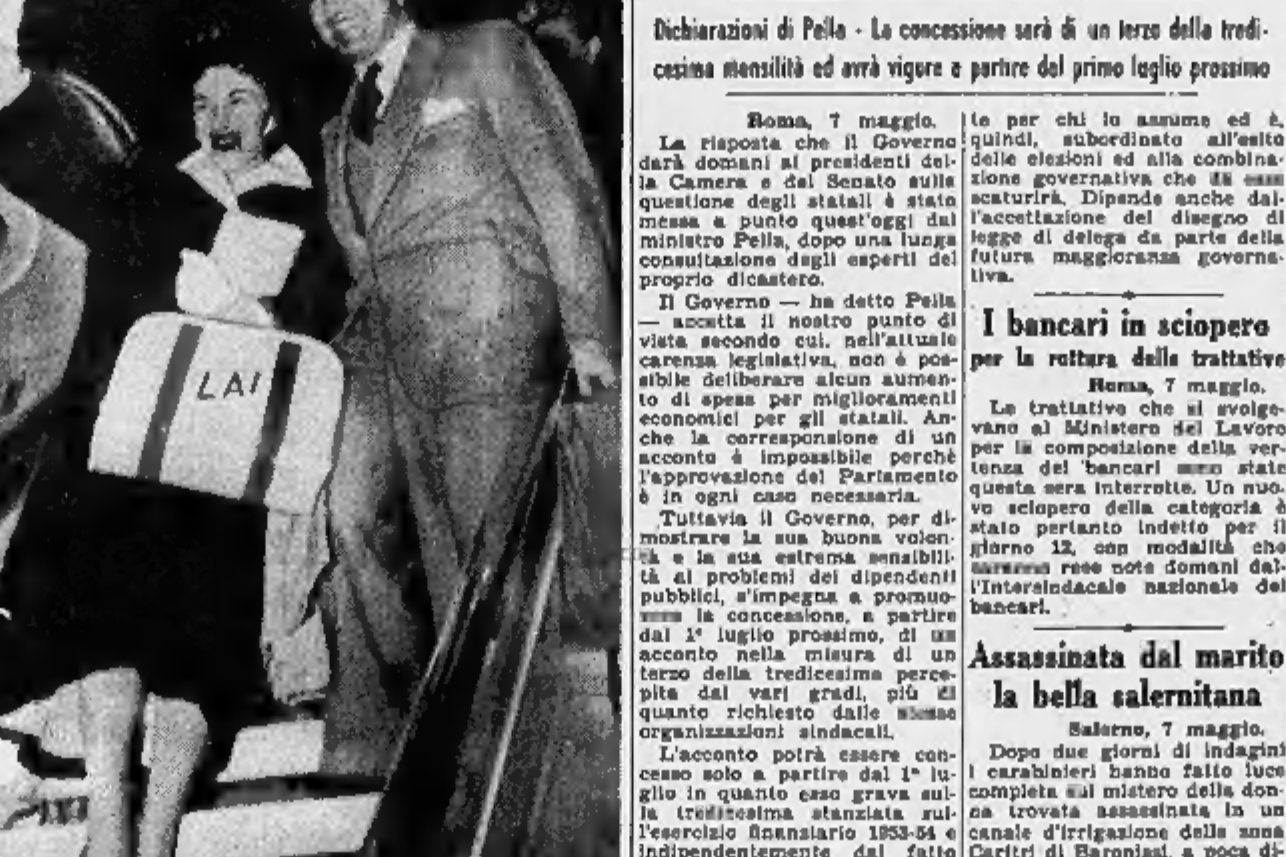 LAI
Dichiarazioni di Pella - La concessione sarà di un terzo della tredi-
cesima mensilità ed avrà vigore a partire dal primo luglio prossimo
Roma, 7 maggio.
La risposta che il Governo
darà domani ai presidenti del-
la Camera e del Senato sulla
questione degli statali è stata
messa a punto quest'oggi dal
ministro Pella, dopo una lunga
consultazione degli esperti del
proprio dicastero.
Il Governo — ha detto Pella
— accetta il nostro punto di
vista secondo cui, nell'attuale
carenza legislativa, non è pos-
sibile deliberare alcun aumen-
to di spesa per miglioramenti
economici per gli statali. An-
che la corresponsione di un
acconto è impossibile perchè
l'approvazione del Parlamento
è in ogni caso necessaria.
Tuttavia il Governo, per di-
mostrare la sua buona volon-
tà e la sua estrema sensibili-
tà ai problemi dei dipendenti
pubblici, s'impegna a promuo-
la concessione, a partire
dal 1° luglio prossimo, di un
acconto nella misura di un
terzo della tredicesima perce-
pita dai vari gradi, più di
quanto richiesto dalle stesse
organizzazioni sindacali.
L'acconto potrà essere con-
cesso solo a partire dal 1° lu-
glio in quanto esso grava sul-
la tredicesima stanziata sul-
l'esercizio finanziario 1953-54 e
indipendentemente dal fatto
to per chi lo assume ed è,
quindi, subordinato all'esito
delle elezioni ed alla combina-
zione governativa che da esse
scaturirà. Dipende anche dal-
l'accettazione del disegno di
legge di delega da parte della
futura maggioranza governa-
tiva.
I bancari in sciopero
per la rottura delle trattative
Roma, 7 maggio.
Le trattative che si svolge-
vano al Ministero del Lavoro
per la composizione della ver-
tenza dei bancari sono state
questa sera interrotte. Un nuo-
vo sciopero della categoria è
stato pertanto indetto per il
giorno 12, con modalità che
saranno rese note domani dal-
l'Intersindacale nazionale dei
bancari.
Assassinata dal marito
la bella salernitana
Salerno, 7 maggio.
Dopo due giorni di indagini
i carabinieri hanno fatto luce
completa sul mistero della don-
na trovata assassinata in un
canale d'irrigazione della zona
Caritri di Baronissi, a poca di-